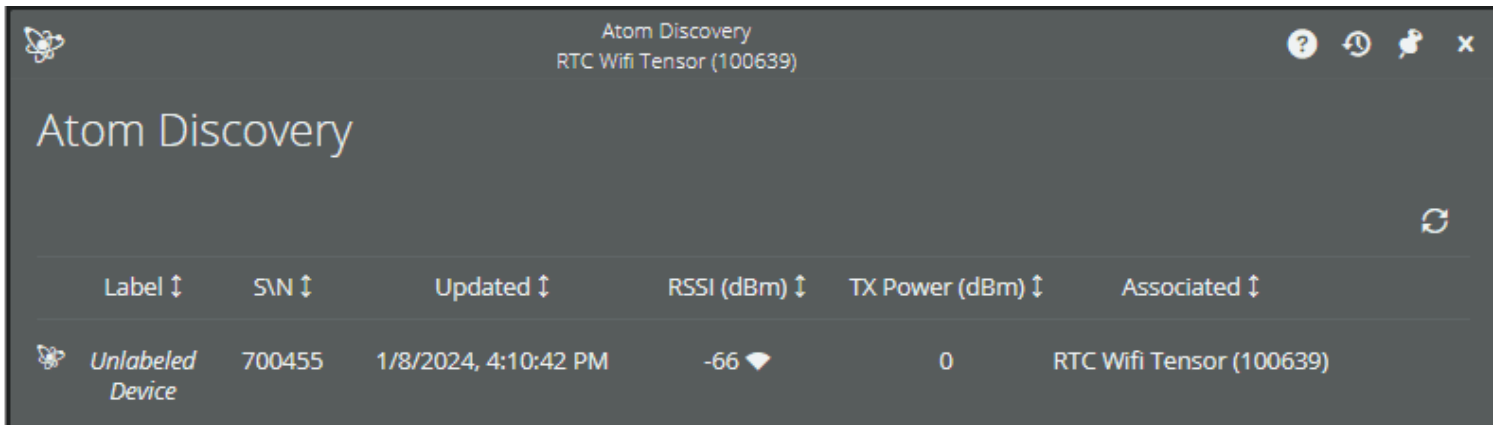 Atom Discovery
RTC Wifi Tensor (100639)
Atom Discovery
Label S\N Updated RSSI (dBm) TX Power (dBm) Associated
Unlabeled Device 700455 1/8/2024, 4:10:42 PM -66 0 RTC Wifi Tensor (100639)